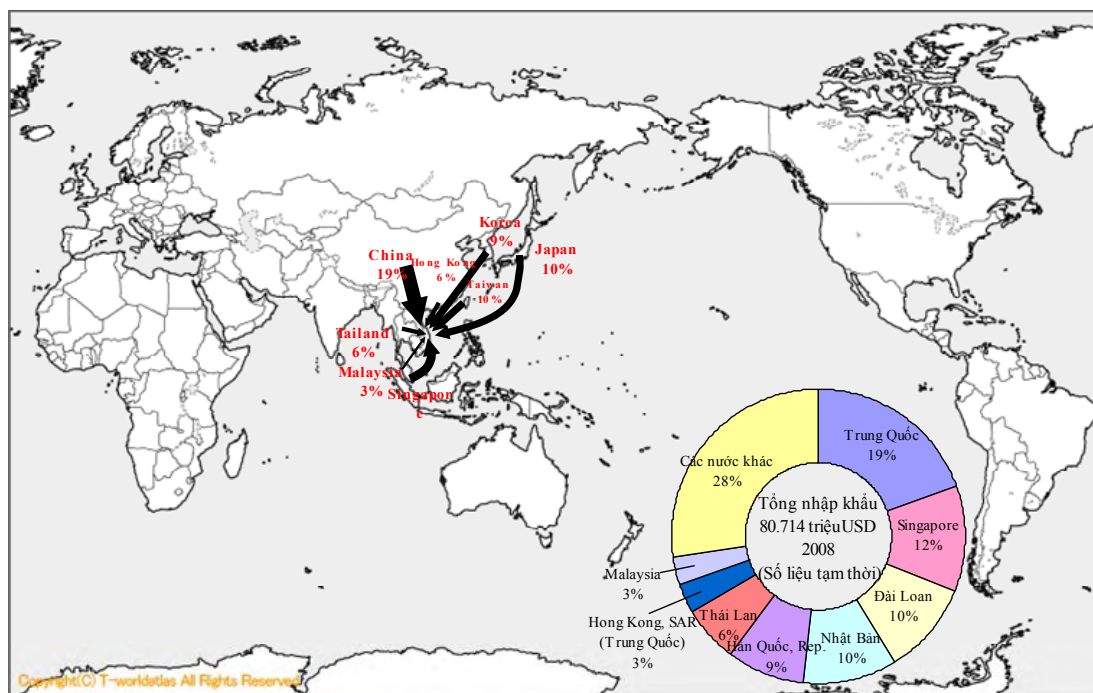 Korea
9%
Japan
10%
China
19%
Hong Kong
6%
Taiwan
10%
Tailand
6%
Malaysia
3%
Singapor
e
Các nước khác
28%
Trung Quốc
19%
Singapore
12%
Đài Loan
10%
Nhật Bản
10%
Hàn Quốc, Rep.
9%
Thái Lan
6%
Hong Kong, SAR
(Trung Quốc)
3%
Malaysia
3%
Tổng nhập khẩu
80.714 triệuUSD
2008
(Số liệu tạm thời)
Copyright(C) T-worldatlas All Rights Reserved